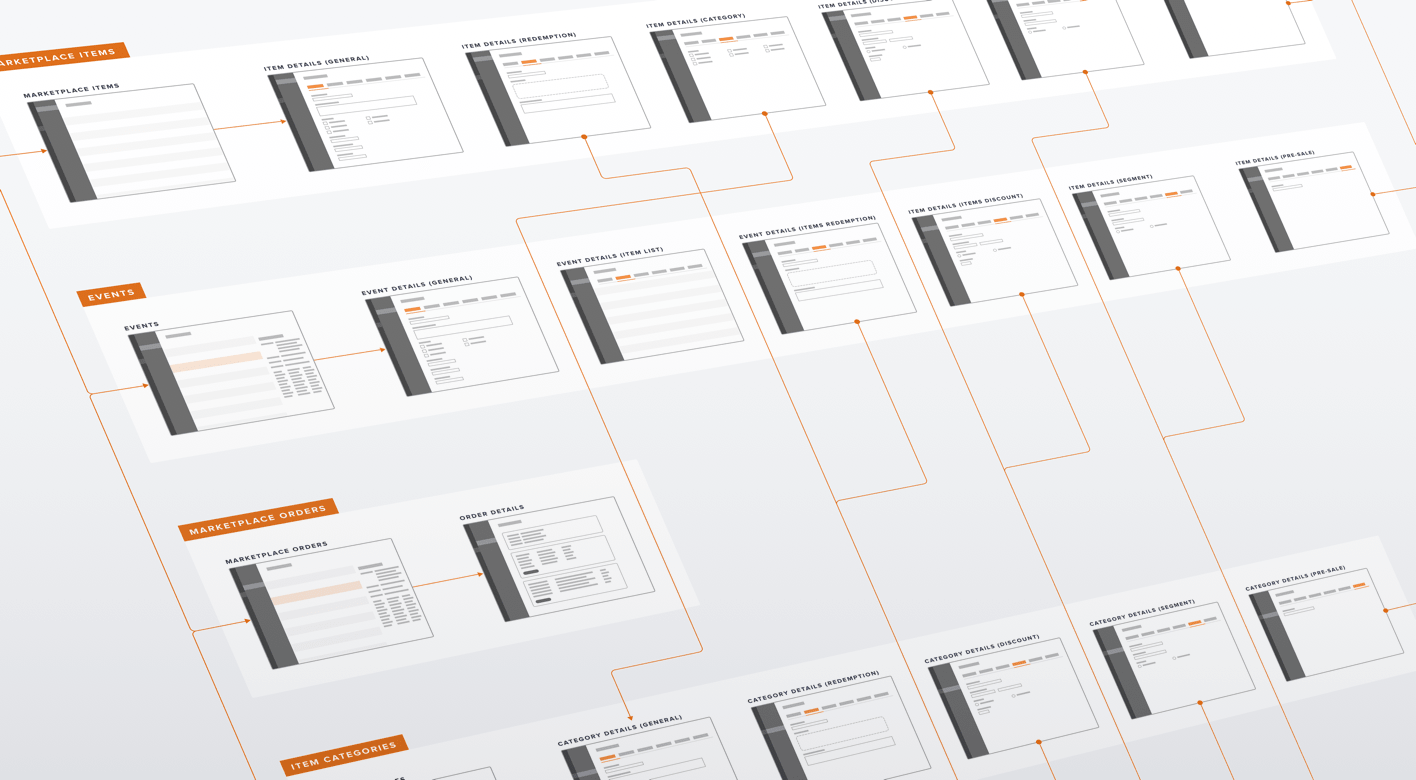 MARKETPLACE ITEMS
MARKETPLACE ITEMS
ITEM DETAILS (GENERAL)
ITEM DETAILS (REDEMPTION)
ITEM DETAILS (CATEGORY)
ITEM DETAILS
EVENTS
EVENTS
EVENT DETAILS (GENERAL)
EVENT DETAILS (ITEM LIST)
EVENT DETAILS (ITEMS REDEMPTION)
ITEM DETAILS (ITEMS DISCOUNT)
ITEM DETAILS (SEGMENT)
ITEM DETAILS (PRE-SALE)
MARKETPLACE ORDERS
MARKETPLACE ORDERS
ORDER DETAILS
ITEM CATEGORIES
CATEGORY DETAILS (GENERAL)
CATEGORY DETAILS (REDEMPTION)
CATEGORY DETAILS (DISCOUNT)
CATEGORY DETAILS (SEGMENT)
CATEGORY DETAILS (PRE-SALE)